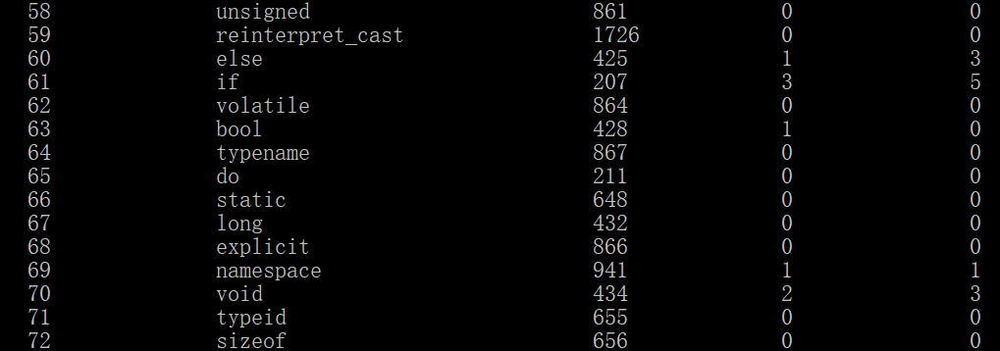 58 unsigned 861 0 0
59 reinterpret_cast 1726 0 0
60 else 425 1 3
61 if 207 3 5
62 volatile 864 0 0
63 bool 428 1 0
64 typename 867 0 0
65 do 211 0 0
66 static 648 0 0
67 long 432 0 0
68 explicit 866 0 0
69 namespace 941 1 1
70 void 434 2 3
71 typeid 655 0 0
72 sizeof 656 0 0